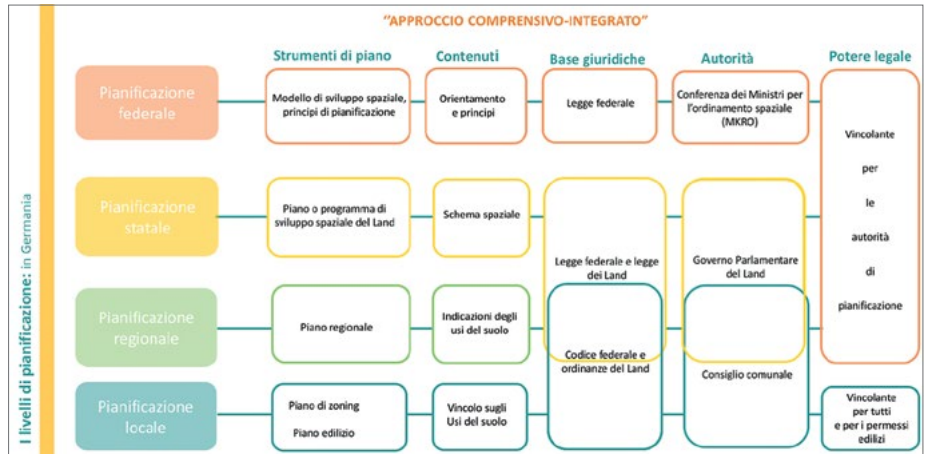 "APPROCCIO COMPRENSIVO-INTEGRATO"
Strumenti di piano
Contenuti
Base giuridiche
Autorità
Potere legale
I livelli di pianificazione: in Germania
Pianificazione
federale
Modello di sviluppo spaziale,
principi di pianificazione
Orientamento
e principi
Legge federale
Conferenza dei Ministri per
l'ordinamento spaziale
(MKRO)
Vincolante
per
le
autorità
di
pianificazione
Pianificazione
statale
Piano o programma di
sviluppo spaziale del Land
Schema spaziale
Legge federale e legge
dei Land
Governo Parlamentare
del Land
Pianificazione
regionale
Piano regionale
Indicazioni degli
usi del suolo
Codice federale e
ordinanze del Land
Consiglio comunale
Pianificazione
locale
Piano di zoning
Piano edilizio
Vincolo sugli
Usi del suolo
Vincolante
per tutti
e per i permessi
edilizi